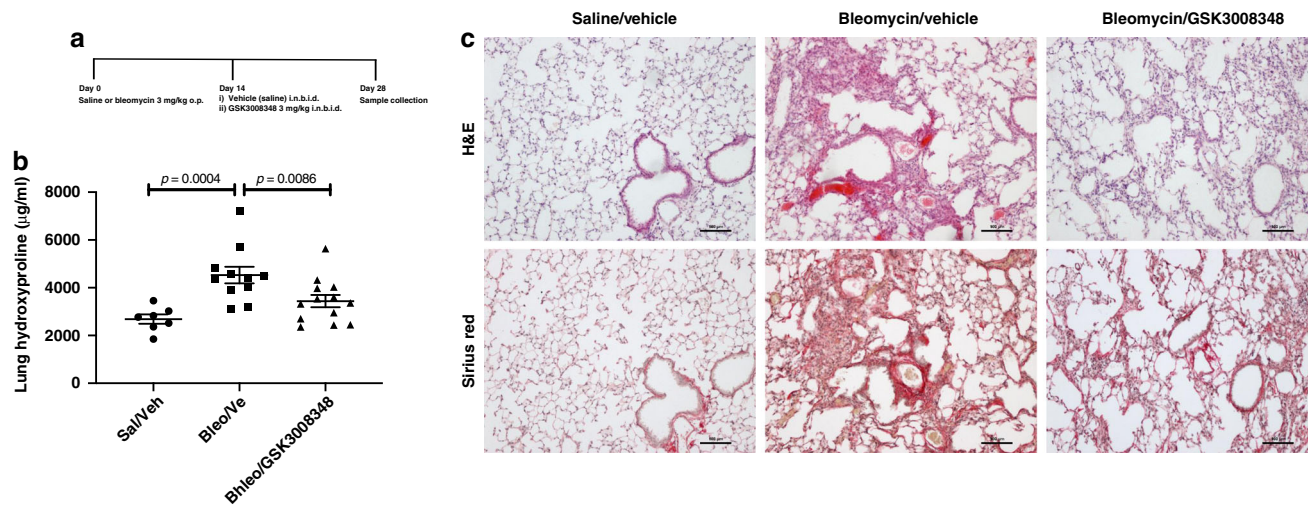 a
Day 0
Saline or bleomycin 3 mg/kg o.p.
Day 14
i) Vehicle (saline) i.n.b.i.d.
ii) GSK3008348 3 mg/kg i.n.b.i.d.
Day 28
Sample collection
b
p = 0.0004
p = 0.0086
Lung hydroxyproline (μg/ml)
8000
6000
4000
2000
0
Sal/Veh
Bleo/Ve
Bhleo/GSK3008348
c
Saline/vehicle
Bleomycin/vehicle
Bleomycin/GSK3008348
H&E
Sirius red